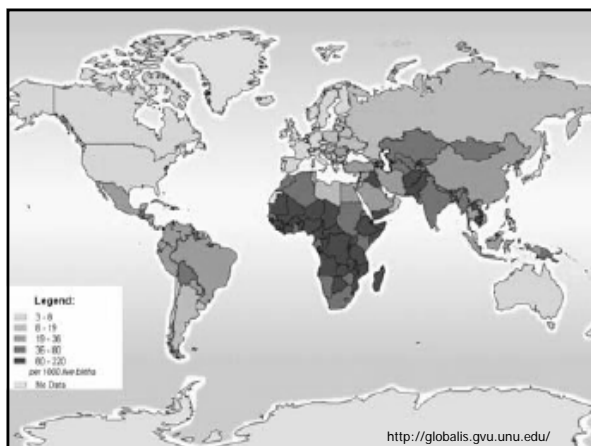 Legend:
3 - 8
8 - 19
19 - 36
36 - 80
80 - 220
per 1000 live births
No Data
http://globalis.gvu.unu.edu/